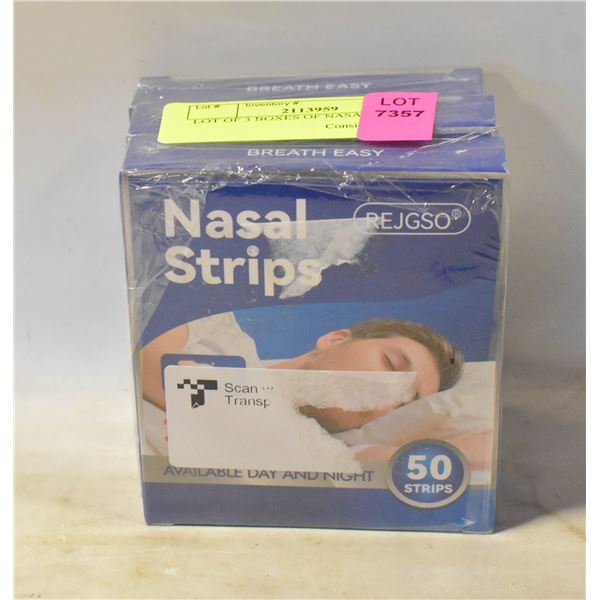 BREATH EASY
Lot # Inventory #
2113959
LOT OF 3 BOXES OF NASA
Consi
LOT
7357
BREATH EASY
Nasal
Strips
REJGSO®
Scan
Transp
AVAILABLE DAY AND NIGHT
50
STRIPS